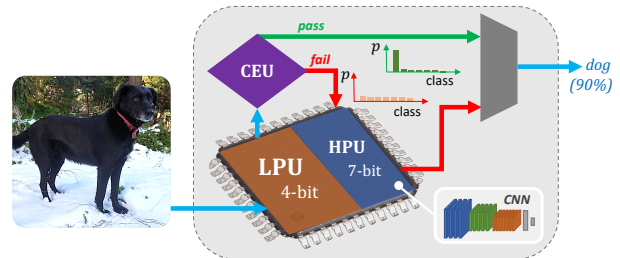 pass
CEU
fail
p
class
p
class
dog
(90%)
LPU
4-bit
HPU
7-bit
CNN